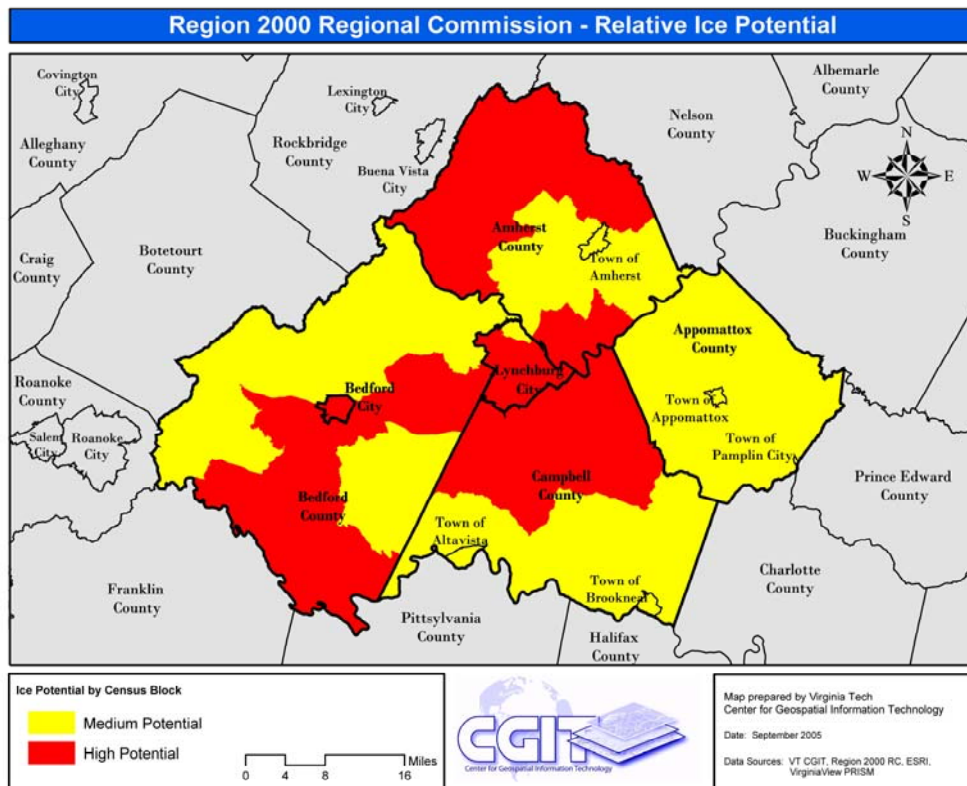 Region 2000 Regional Commission - Relative Ice Potential
Covington
City
Lexington
City
Albemarle
County
Nelson
County
Alleghany
County
Rockbridge
County
Buena Vista
City
N
W
E
S
Amherst
County
Buckingham
County
Craig
County
Botetourt
County
Town of
Amherst
Appomattox
County
Roanoke
County
Bedford
City
Lynchburg
City
Town of
Appomattox
Salem
City
Roanoke
City
Town of
Pamplin City
Campbell
County
Prince Edward
County
Bedford
County
Town of
Altavista
Charlotte
County
Franklin
County
Town of
Brookneal
Pittsylvania
County
Halifax
County
Ice Potential by Census Block
Medium Potential
High Potential
Miles
0 4 8 16
CGIT
Center for Geospatial Information Technology
Map prepared by Virginia Tech
Center for Geospatial Information Technology
Date: September 2005
Data Sources: VT CGIT, Region 2000 RC, ESRI,
VirginiaView PRISM